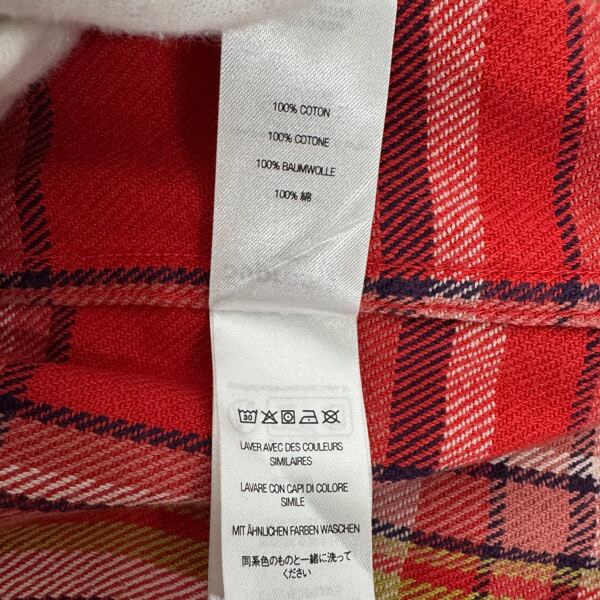 100% COTON
100% COTONE
100% BAUMWOLLE
100% 綿
30
LAVER AVEC DES COULEURS
SIMILAIRES
LAVARE CON CAPI DI COLORE
SIMILE
MIT ÄHNLICHEN FARBEN WASCHEN
同系色のものと一緒に洗って
ください